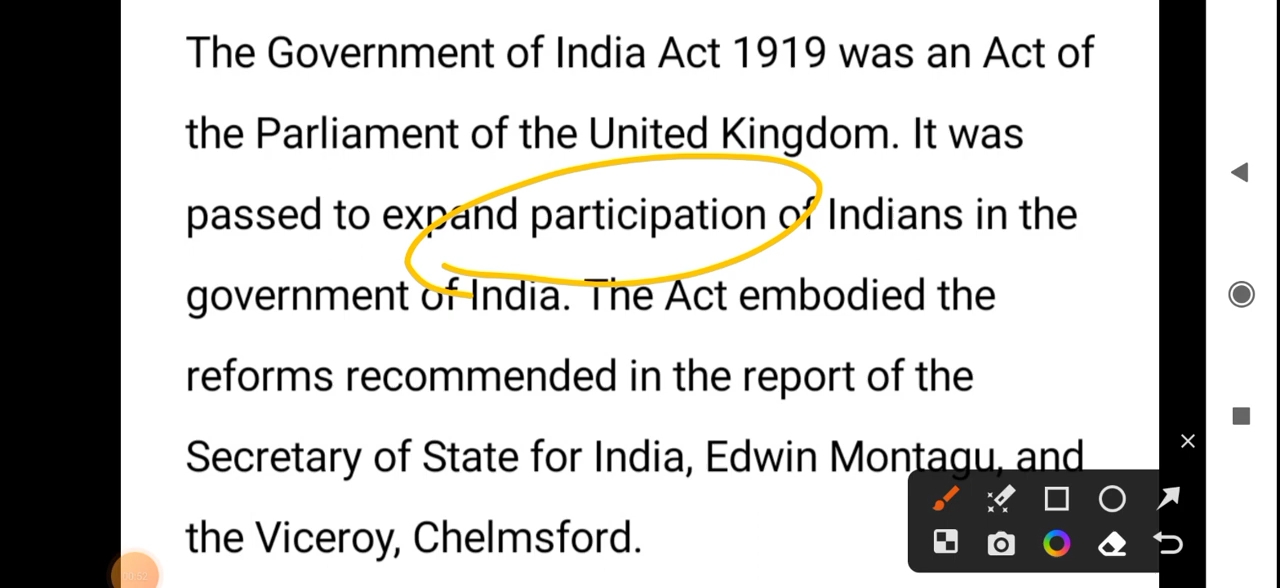 The Government of India Act 1919 was an Act of
the Parliament of the United Kingdom. It was
passed to expand participation of Indians in the
government of India. The Act embodied the
reforms recommended in the report of the
Secretary of State for India, Edwin Montagu, and
the Viceroy, Chelmsford.
00:52